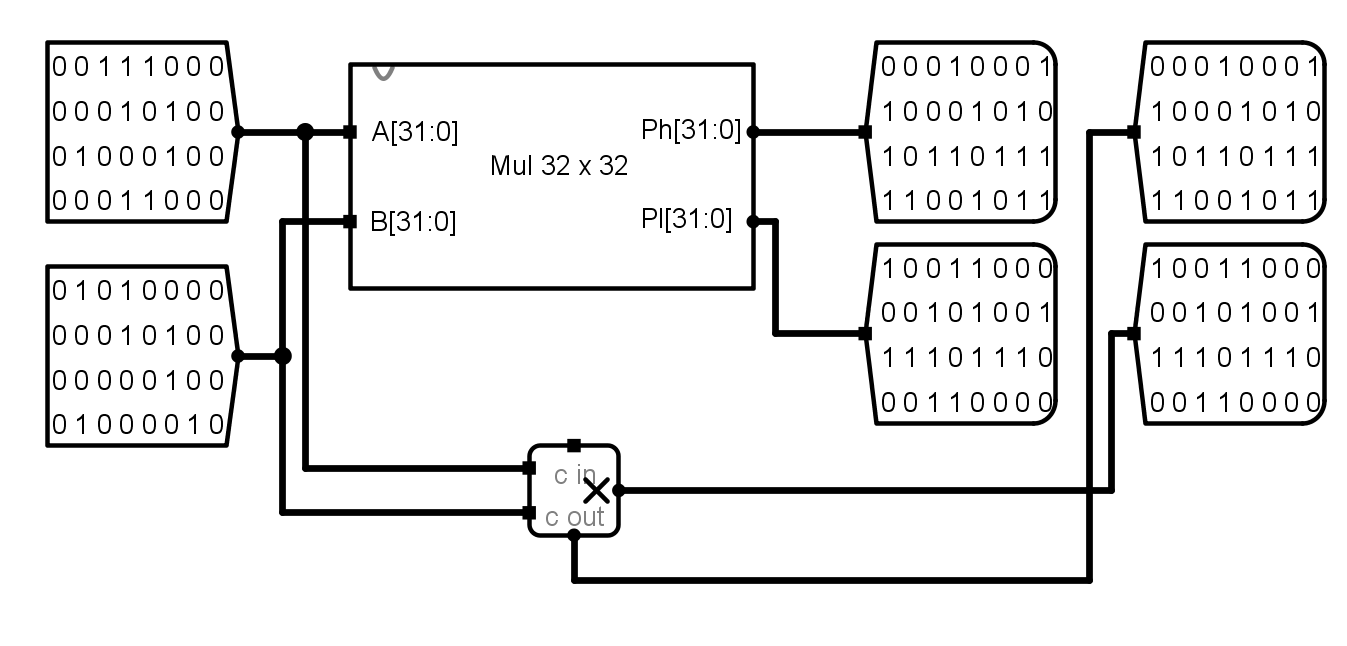 0 0 1 1 1 0 0 0
0 0 0 1 0 1 0 0
0 1 0 0 0 1 0 0
0 0 0 1 1 0 0 0
0 1 0 1 0 0 0 0
0 0 0 1 0 1 0 0
0 0 0 0 0 1 0 0
0 1 0 0 0 0 1 0
A[31:0]
B[31:0]
Mul 32 x 32
Ph[31:0]
Pl[31:0]
c in
c out
0 0 0 1 0 0 0 1
1 0 0 0 1 0 1 0
1 0 1 1 0 1 1 1
1 1 0 0 1 0 1 1
1 0 0 1 1 0 0 0
0 0 1 0 1 0 0 1
1 1 1 0 1 1 1 0
0 0 1 1 0 0 0 0
0 0 0 1 0 0 0 1
1 0 0 0 1 0 1 0
1 0 1 1 0 1 1 1
1 1 0 0 1 0 1 1
1 0 0 1 1 0 0 0
0 0 1 0 1 0 0 1
1 1 1 0 1 1 1 0
0 0 1 1 0 0 0 0